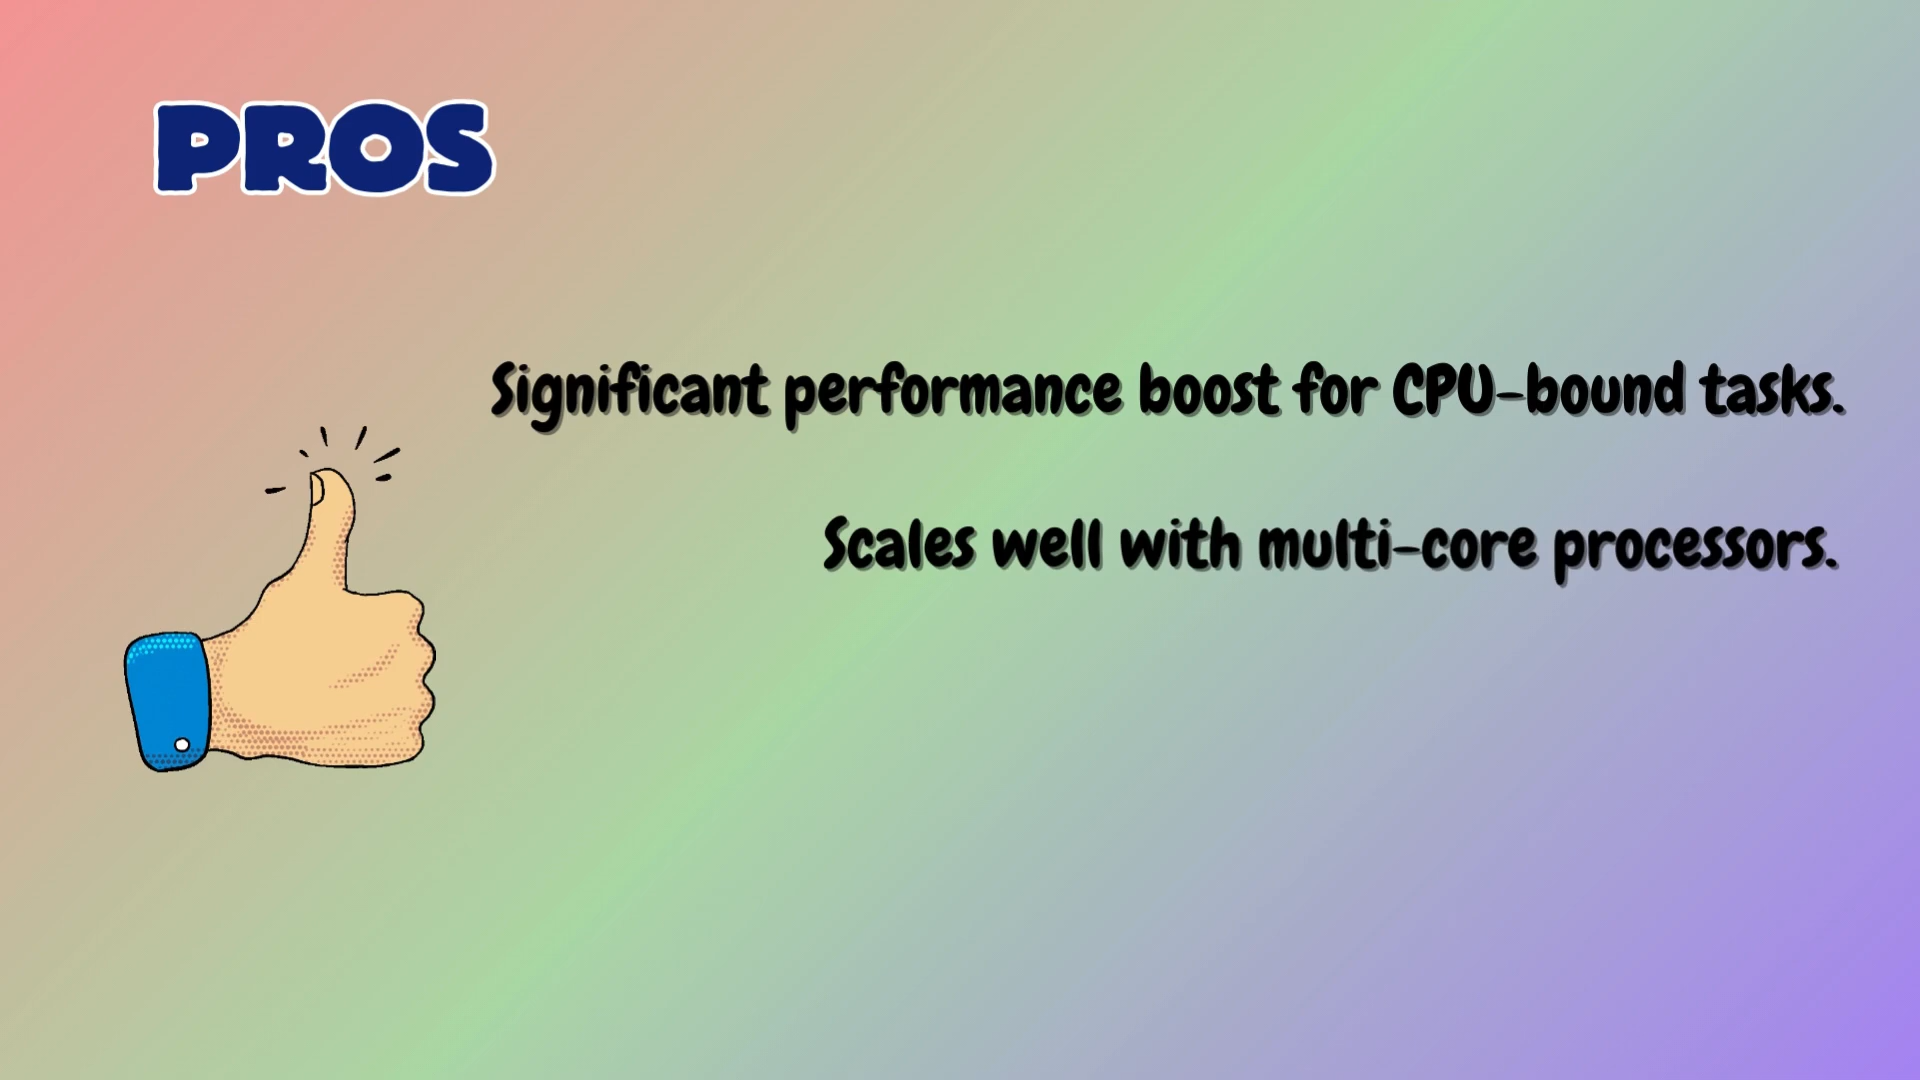 PROS
Significant performance boost for CPU-bound tasks.
Scales well with multi-core processors.